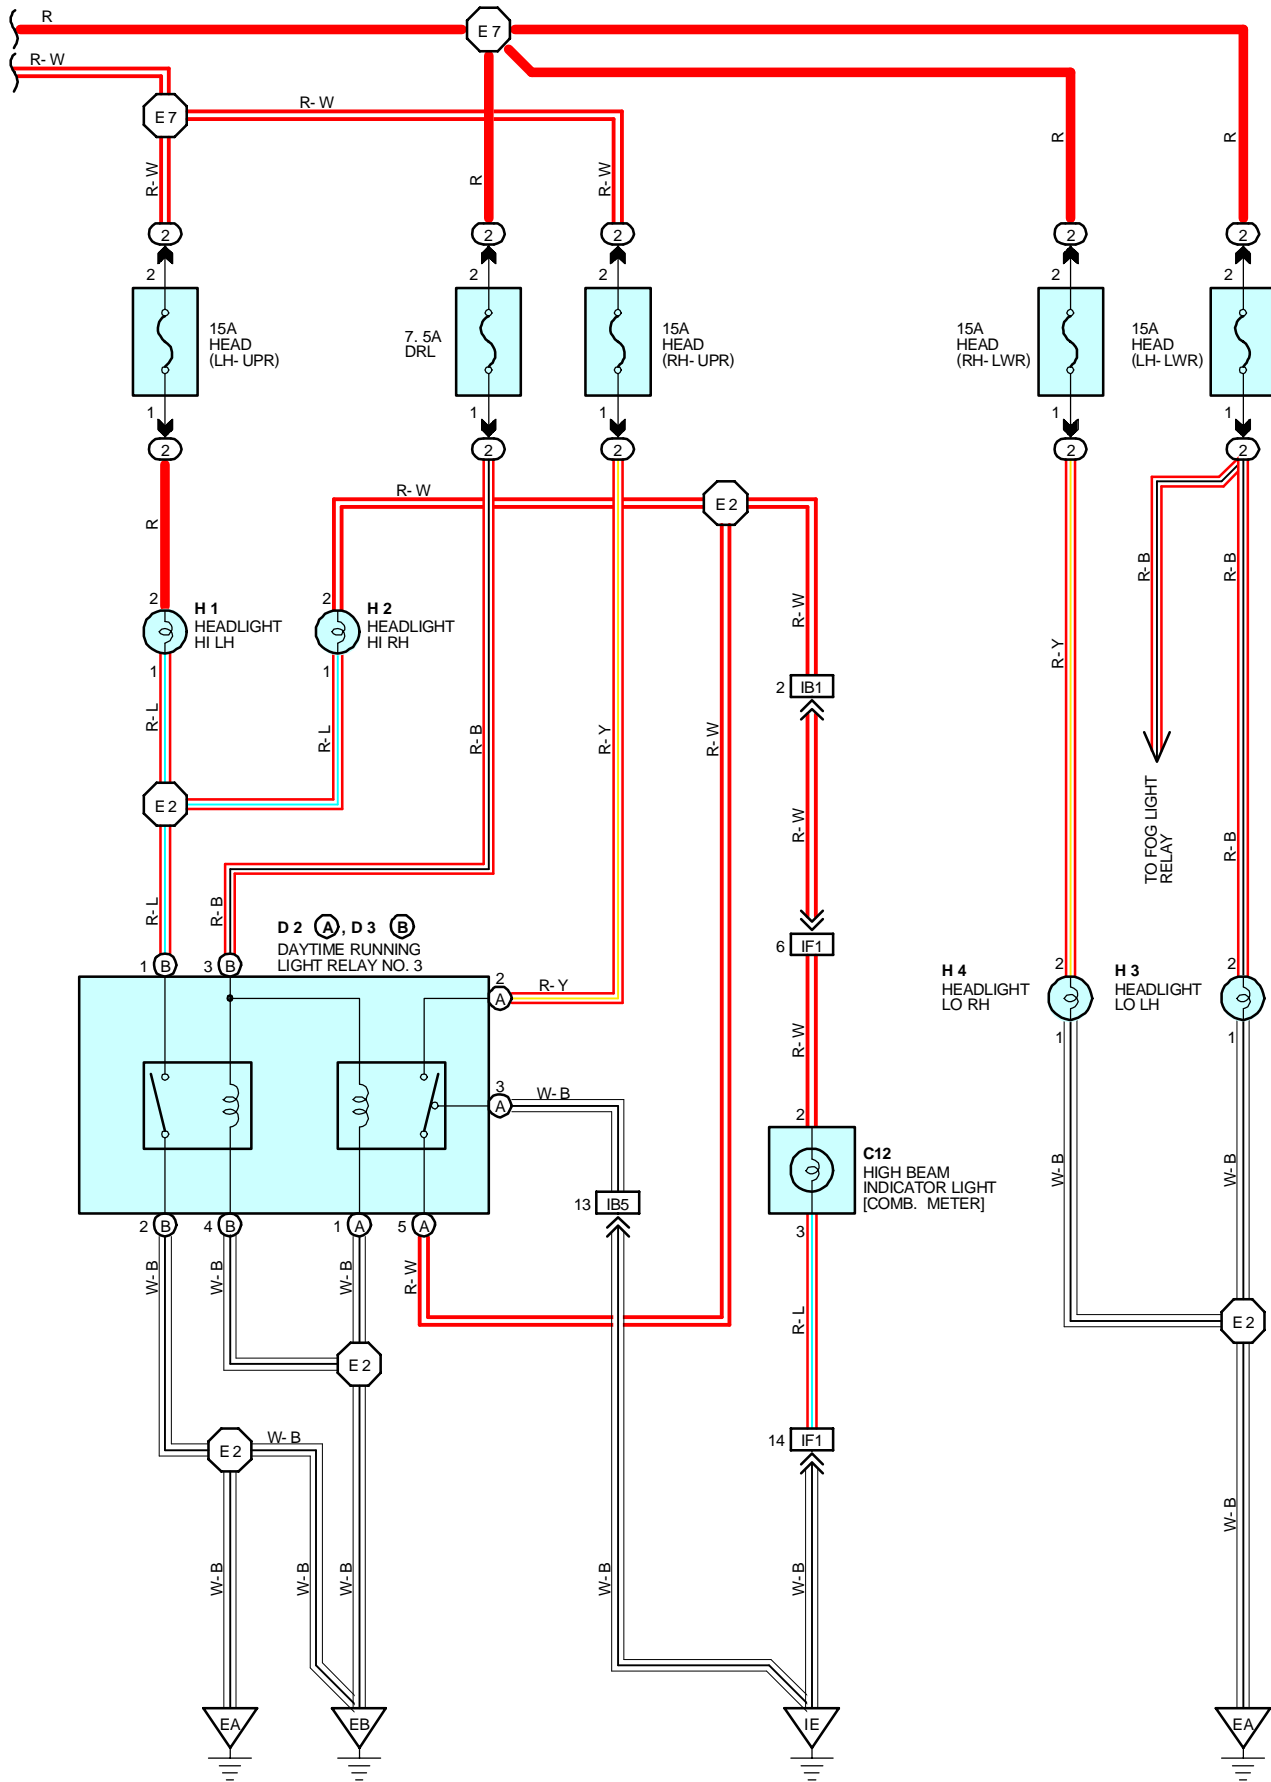 R
E 7
R- W
R- W
E 7
R- W
R
R- W
R
R
2
2
2
2
2
2
2
2
2
2
15A
HEAD
(LH- UPR)
7. 5A
DRL
15A
HEAD
(RH- UPR)
15A
HEAD
(RH- LWR)
15A
HEAD
(LH- LWR)
1
1
1
1
1
2
2
2
2
2
R- W
E 2
R
R- B
R- B
2
H 1
HEADLIGHT
HI LH
2
H 2
HEADLIGHT
HI RH
R- W
R- Y
1
1
2
IB1
R- L
R- L
R- B
R- Y
R- W
E 2
R- W
TO FOG LIGHT
RELAY
R- B
R- L
R- B
D 2 A , D 3 B
DAYTIME RUNNING
LIGHT RELAY NO. 3
6
IF1
1
B
3
B
2
A
R- Y
2
H 4
HEADLIGHT
LO RH
2
H 3
HEADLIGHT
LO LH
R- W
1
1
3
A
W- B
2
C12
HIGH BEAM
INDICATOR LIGHT
[COMB. METER]
W- B
W- B
13
IB5
2
B
4
B
1
A
5
A
3
W- B
W- B
W- B
R- W
R- L
E 2
E 2
E 2
W- B
14
IF1
W- B
W- B
W- B
W- B
W- B
W- B
EA
EB
IE
EA